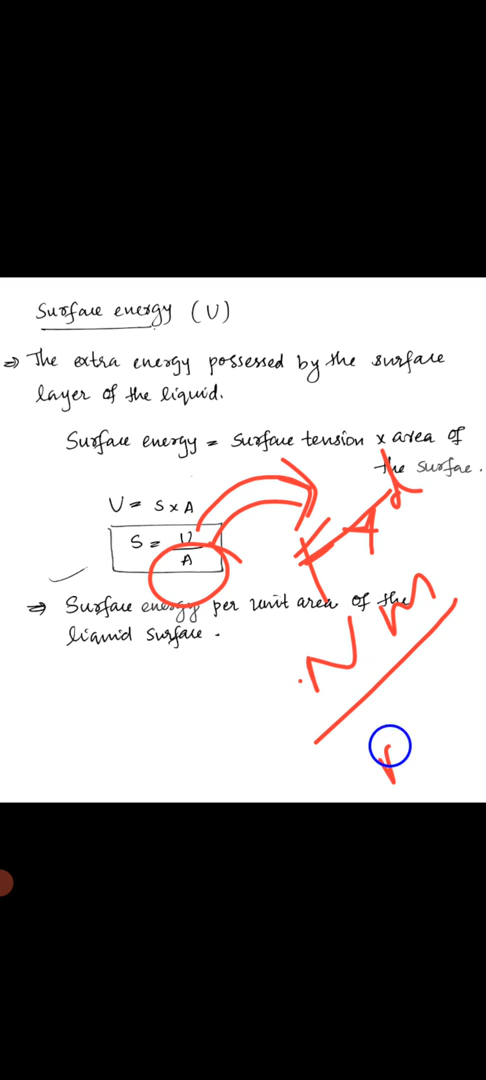 Surface energy (U)
⇒ The extra energy possessed by the surface
layer of the liquid.
Surface energy = Surface tension × area of
the surfae.
U = S × A
S = U
A
⇒ Surface energy per unit area of the
liquid surface.
F × d
N m